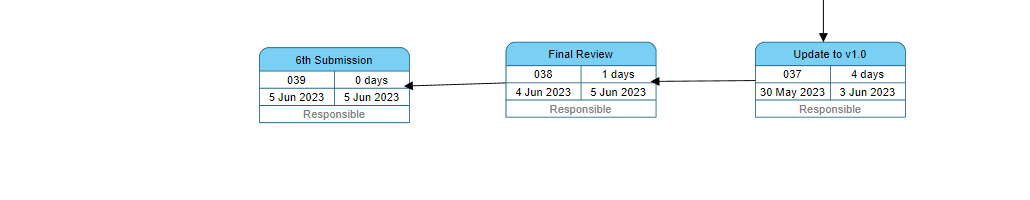 6th Submission
039 0 days
5 Jun 2023 5 Jun 2023
Responsible
Final Review
038 1 days
4 Jun 2023 5 Jun 2023
Responsible
Update to v1.0
037 4 days
30 May 2023 3 Jun 2023
Responsible